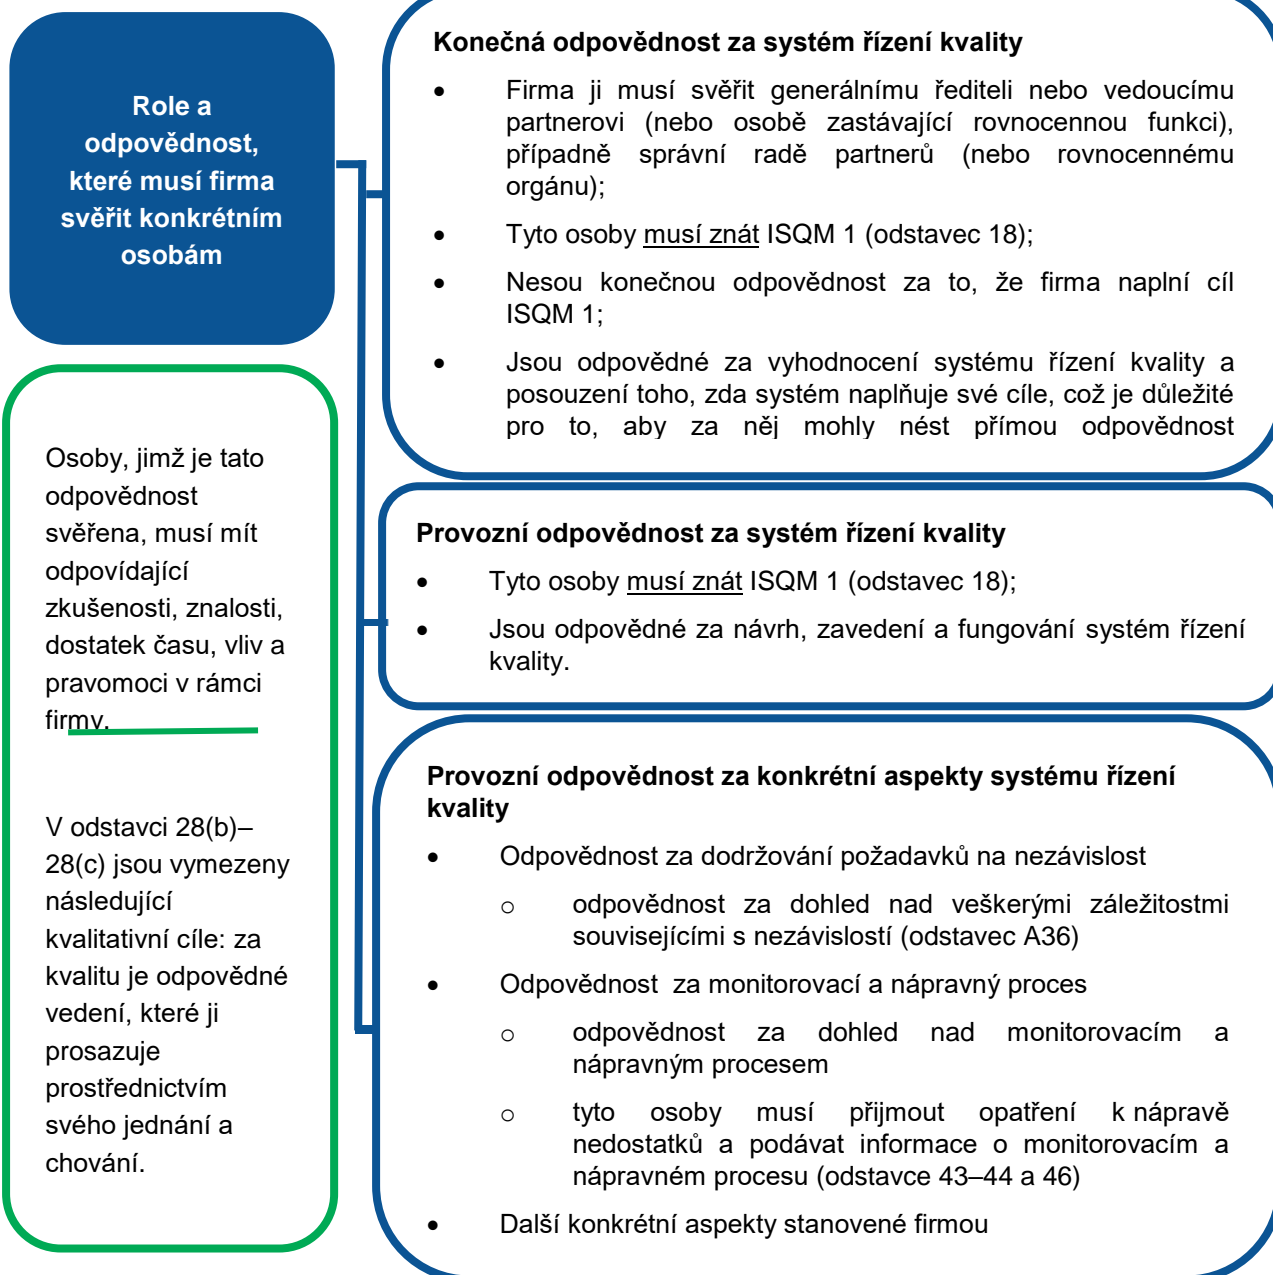 Role a
odpovědnost,
které musí firma
svěřit konkrétním
osobám
Osoby, jimž je tato
odpovědnost
svěřena, musí mít
odpovídající
zkušenosti, znalosti,
dostatek času, vliv a
pravomoci v rámci
firmy.
V odstavci 28(b)–
28(c) jsou vymezeny
následující
kvalitativní cíle: za
kvalitu je odpovědné
vedení, které ji
prosazuje
prostřednictvím
svého jednání a
chování.
Konečná odpovědnost za systém řízení kvality
• Firma ji musí svěřit generálnímu řediteli nebo vedoucímu
partnerovi (nebo osobě zastávající rovnocennou funkci),
případně správní radě partnerů (nebo rovnocennému
orgánu);
• Tyto osoby musí znát ISQM 1 (odstavec 18);
• Nesou konečnou odpovědnost za to, že firma naplní cíl
ISQM 1;
• Jsou odpovědné za vyhodnocení systému řízení kvality a
posouzení toho, zda systém naplňuje své cíle, což je důležité
pro to, aby za něj mohly nést přímou odpovědnost
Provozní odpovědnost za systém řízení kvality
• Tyto osoby musí znát ISQM 1 (odstavec 18);
• Jsou odpovědné za návrh, zavedení a fungování systém řízení
kvality.
Provozní odpovědnost za konkrétní aspekty systému řízení
kvality
• Odpovědnost za dodržování požadavků na nezávislost
o odpovědnost za dohled nad veškerými záležitostmi
souvisejícími s nezávislostí (odstavec A36)
• Odpovědnost za monitorovací a nápravný proces
o odpovědnost za dohled nad monitorovacím a
nápravným procesem
o tyto osoby musí přijmout opatření k nápravě
nedostatků a podávat informace o monitorovacím a
nápravném procesu (odstavce 43–44 a 46)
• Další konkrétní aspekty stanovené firmou